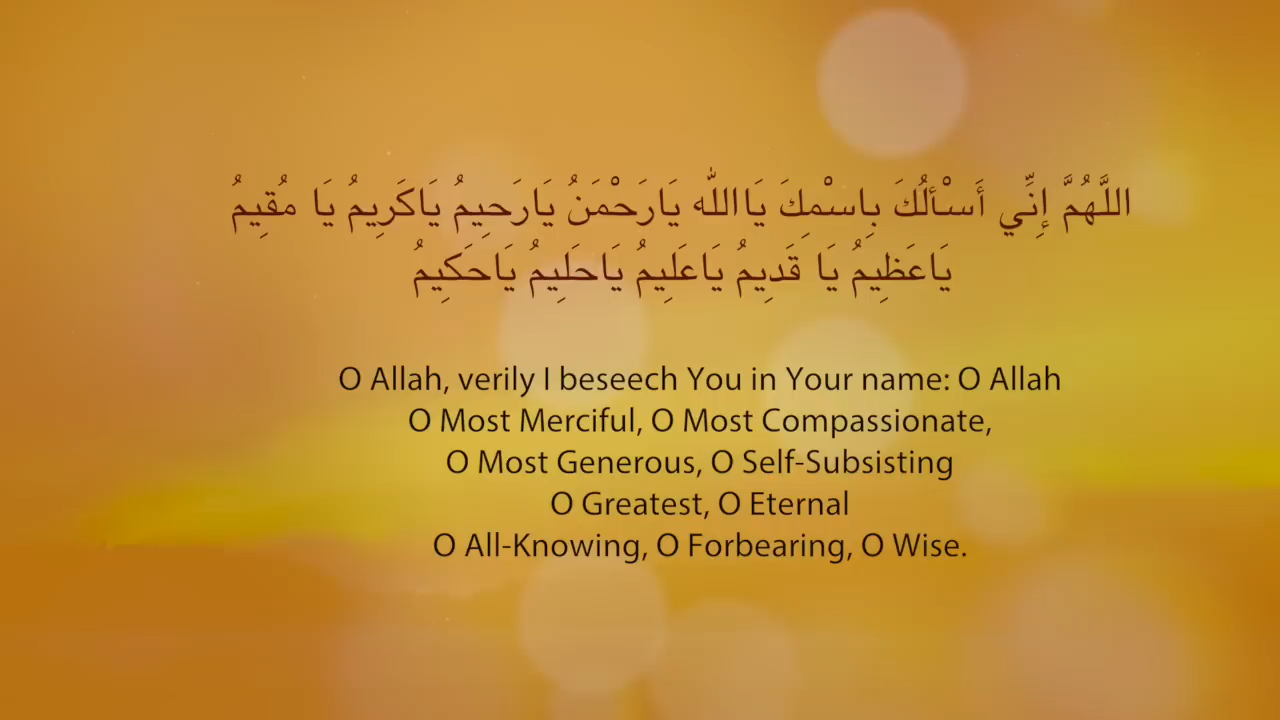 اللَّهُمَّ إِنِّي أَسْأَلُكَ بِاسْمِكَ يَااللّٰه يَارَحْمَنُ يَارَحِيمُ يَاكَرِيمُ يَا مُقِيمُ
يَاعَظِيمُ يَا قَدِيمُ يَاعَلِيمُ يَاحَلِيمُ يَاحَكِيمُ
O Allah, verily I beseech You in Your name: O Allah
O Most Merciful, O Most Compassionate,
O Most Generous, O Self-Subsisting
O Greatest, O Eternal
O All-Knowing, O Forbearing, O Wise.